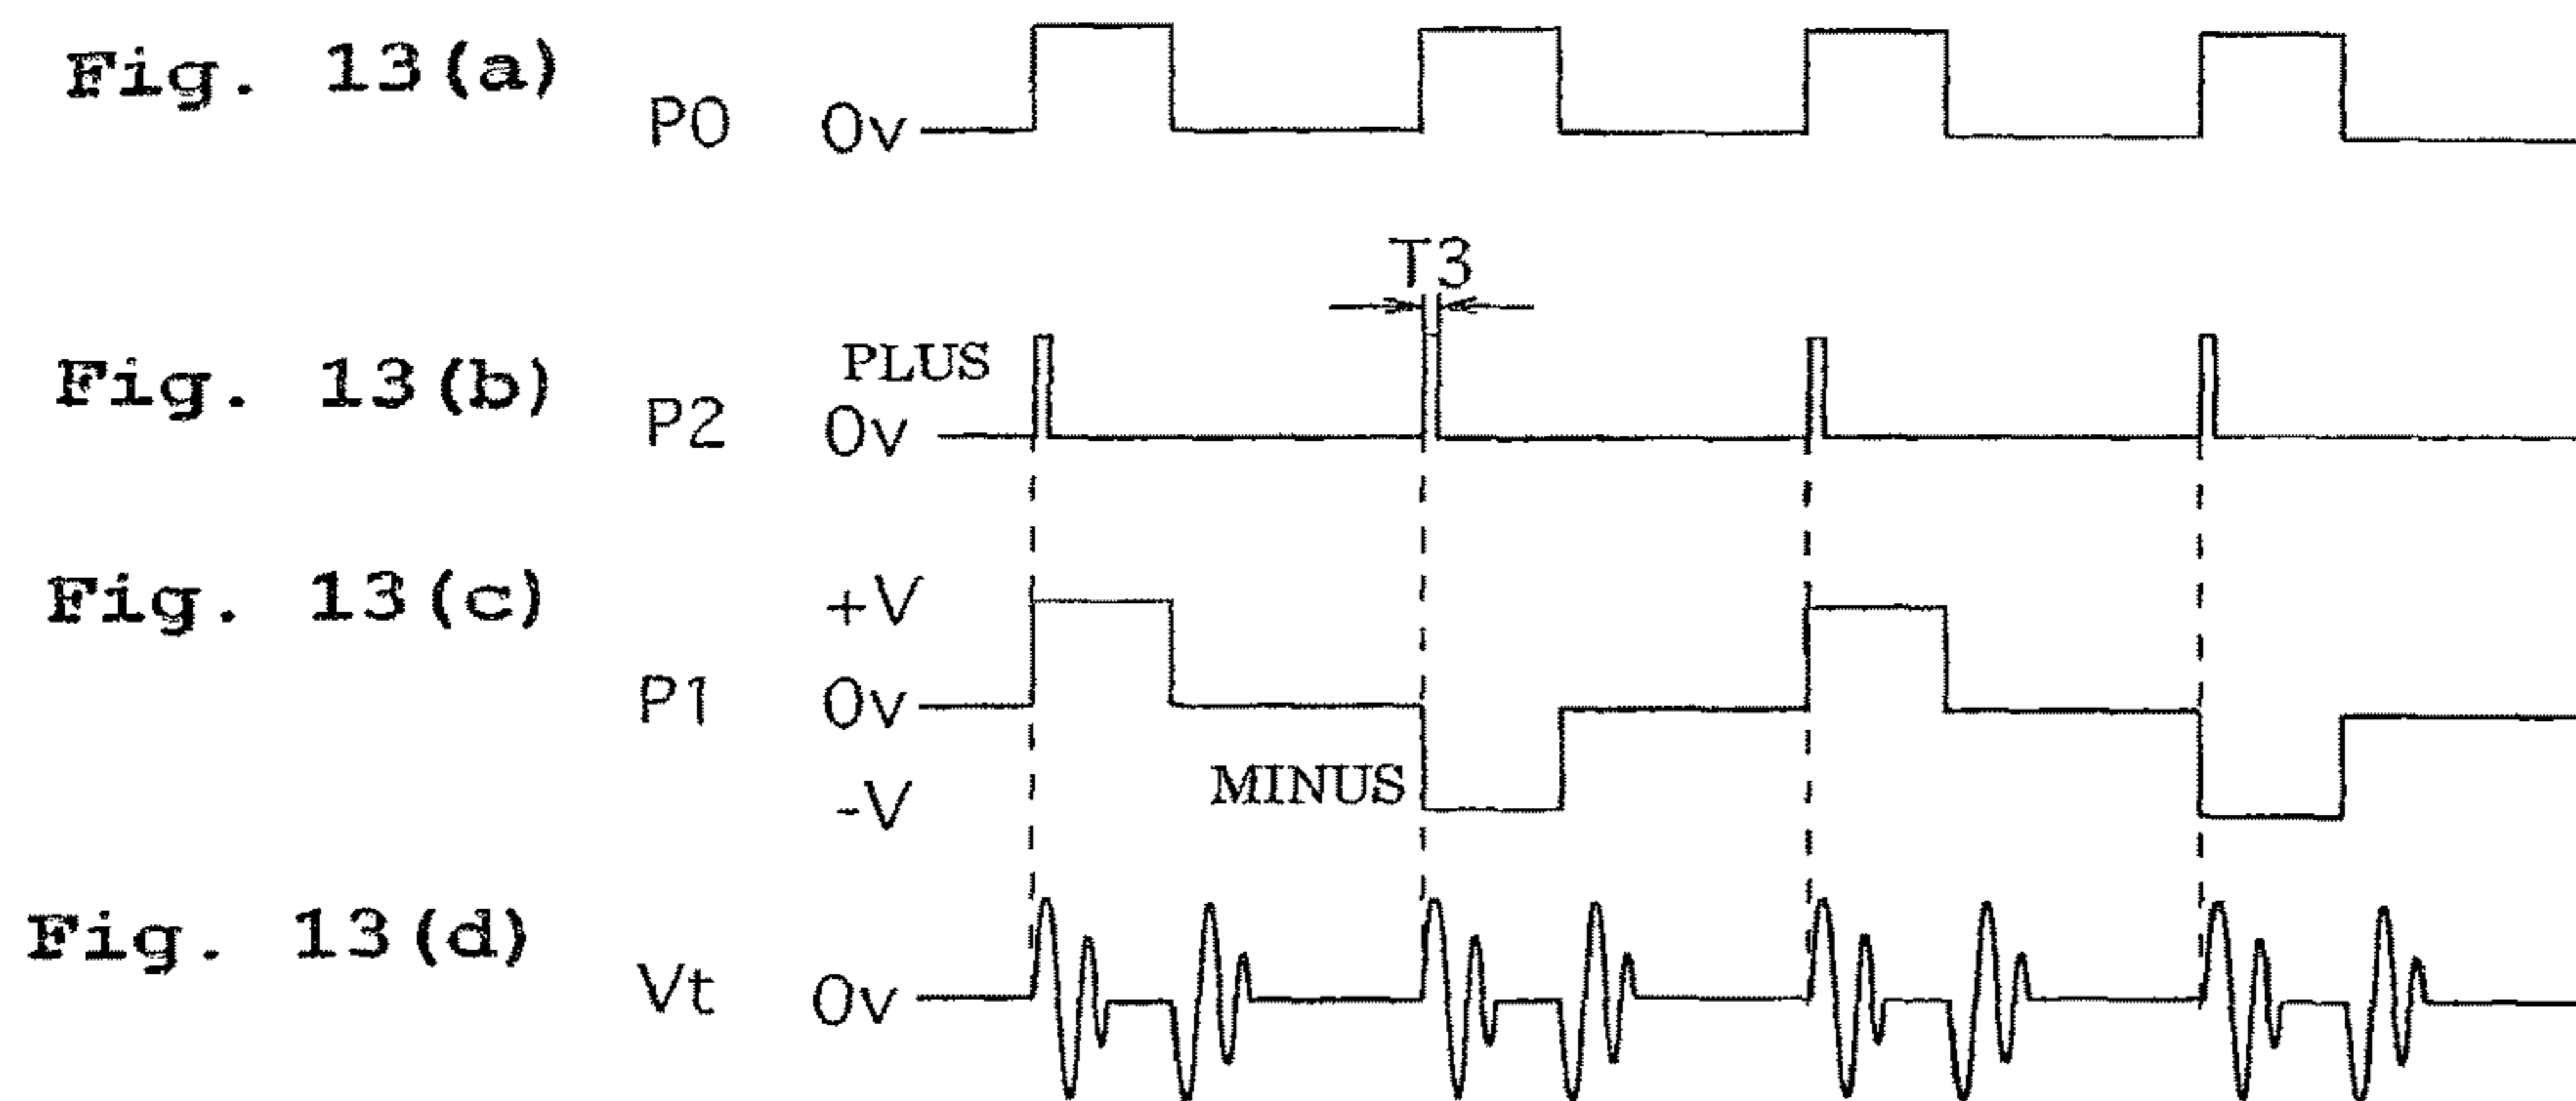 Fig. 13(a)
P0 0v
T3
Fig. 13(b)
PLUS
P2 0v
Fig. 13(c)
+V
P1 0v
MINUS
-V
Fig. 13(d)
Vt 0v